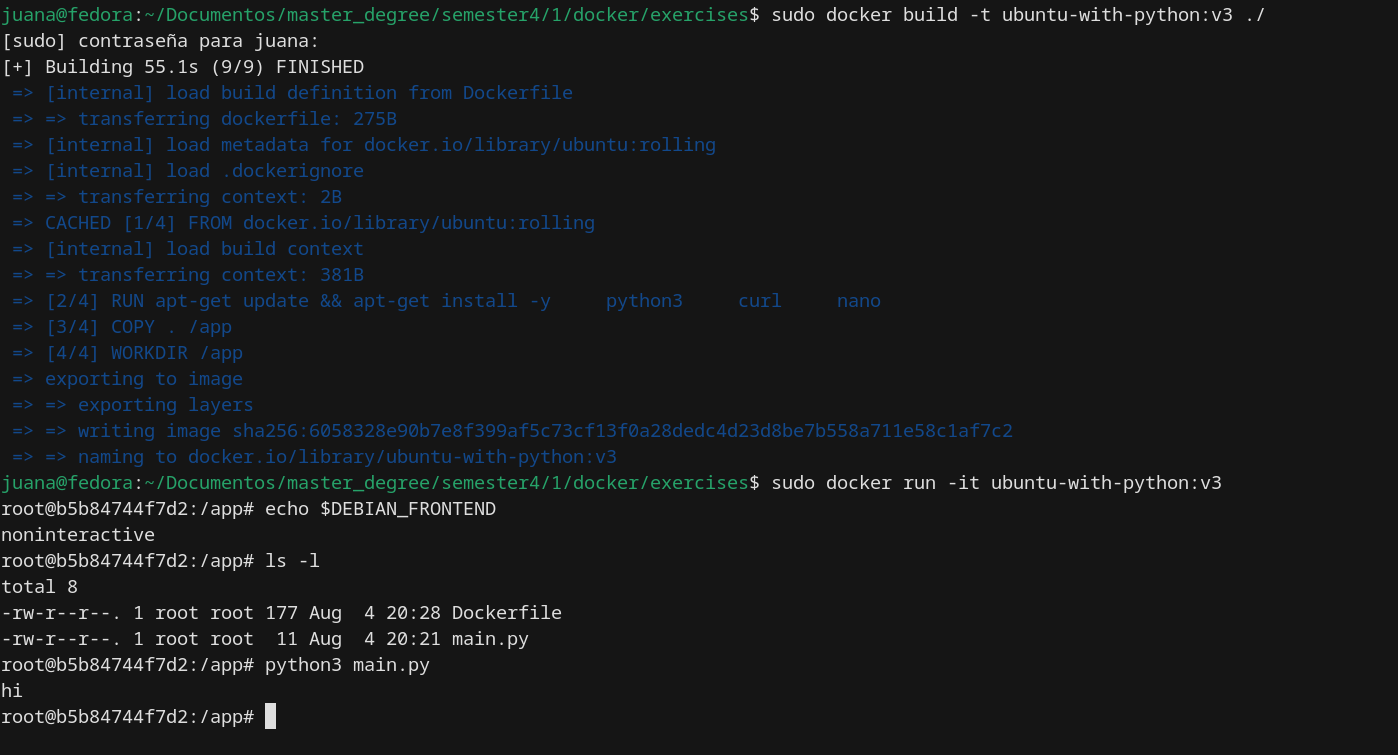 juana@fedora:~/Documentos/master_degree/semester4/1/docker/exercises$ sudo docker build -t ubuntu-with-python:v3 ./
[sudo] contraseña para juana:
[+] Building 55.1s (9/9) FINISHED
 => [internal] load build definition from Dockerfile
 => => transferring dockerfile: 275B
 => [internal] load metadata for docker.io/library/ubuntu:rolling
 => [internal] load .dockerignore
 => => transferring context: 2B
 => CACHED [1/4] FROM docker.io/library/ubuntu:rolling
 => [internal] load build context
 => => transferring context: 381B
 => [2/4] RUN apt-get update && apt-get install -y     python3     curl     nano
 => [3/4] COPY . /app
 => [4/4] WORKDIR /app
 => exporting to image
 => => exporting layers
 => => writing image sha256:6058328e90b7e8f399af5c73cf13f0a28dedc4d23d8be7b558a711e58c1af7c2
 => => naming to docker.io/library/ubuntu-with-python:v3
juana@fedora:~/Documentos/master_degree/semester4/1/docker/exercises$ sudo docker run -it ubuntu-with-python:v3
root@b5b84744f7d2:/app# echo $DEBIAN_FRONTEND
noninteractive
root@b5b84744f7d2:/app# ls -l
total 8
-rw-r--r--. 1 root root 177 Aug  4 20:28 Dockerfile
-rw-r--r--. 1 root root  11 Aug  4 20:21 main.py
root@b5b84744f7d2:/app# python3 main.py
hi
root@b5b84744f7d2:/app#